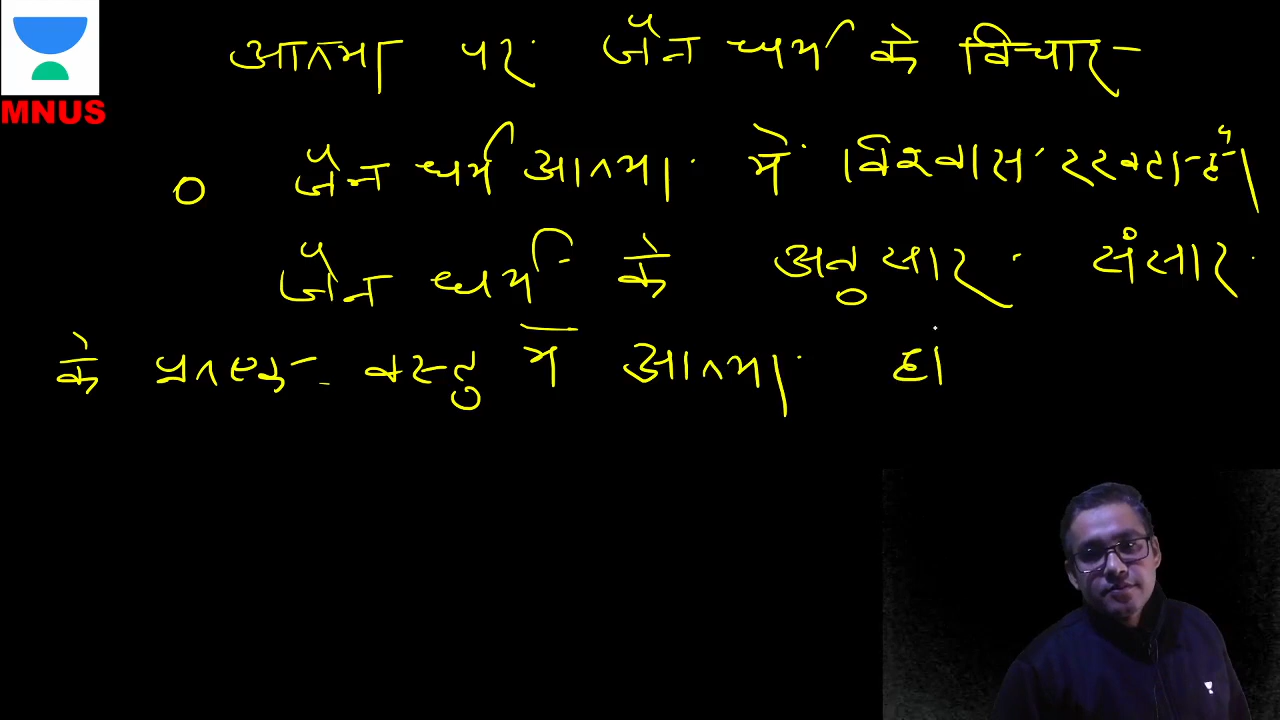 MNUS
आत्मा पर जैन धर्म के विचार-
० जैन धर्म आत्मा में विश्वास रखता है।
जैन धर्म के अनुसार संसार
के प्रत्येक वस्तु में आत्मा हो